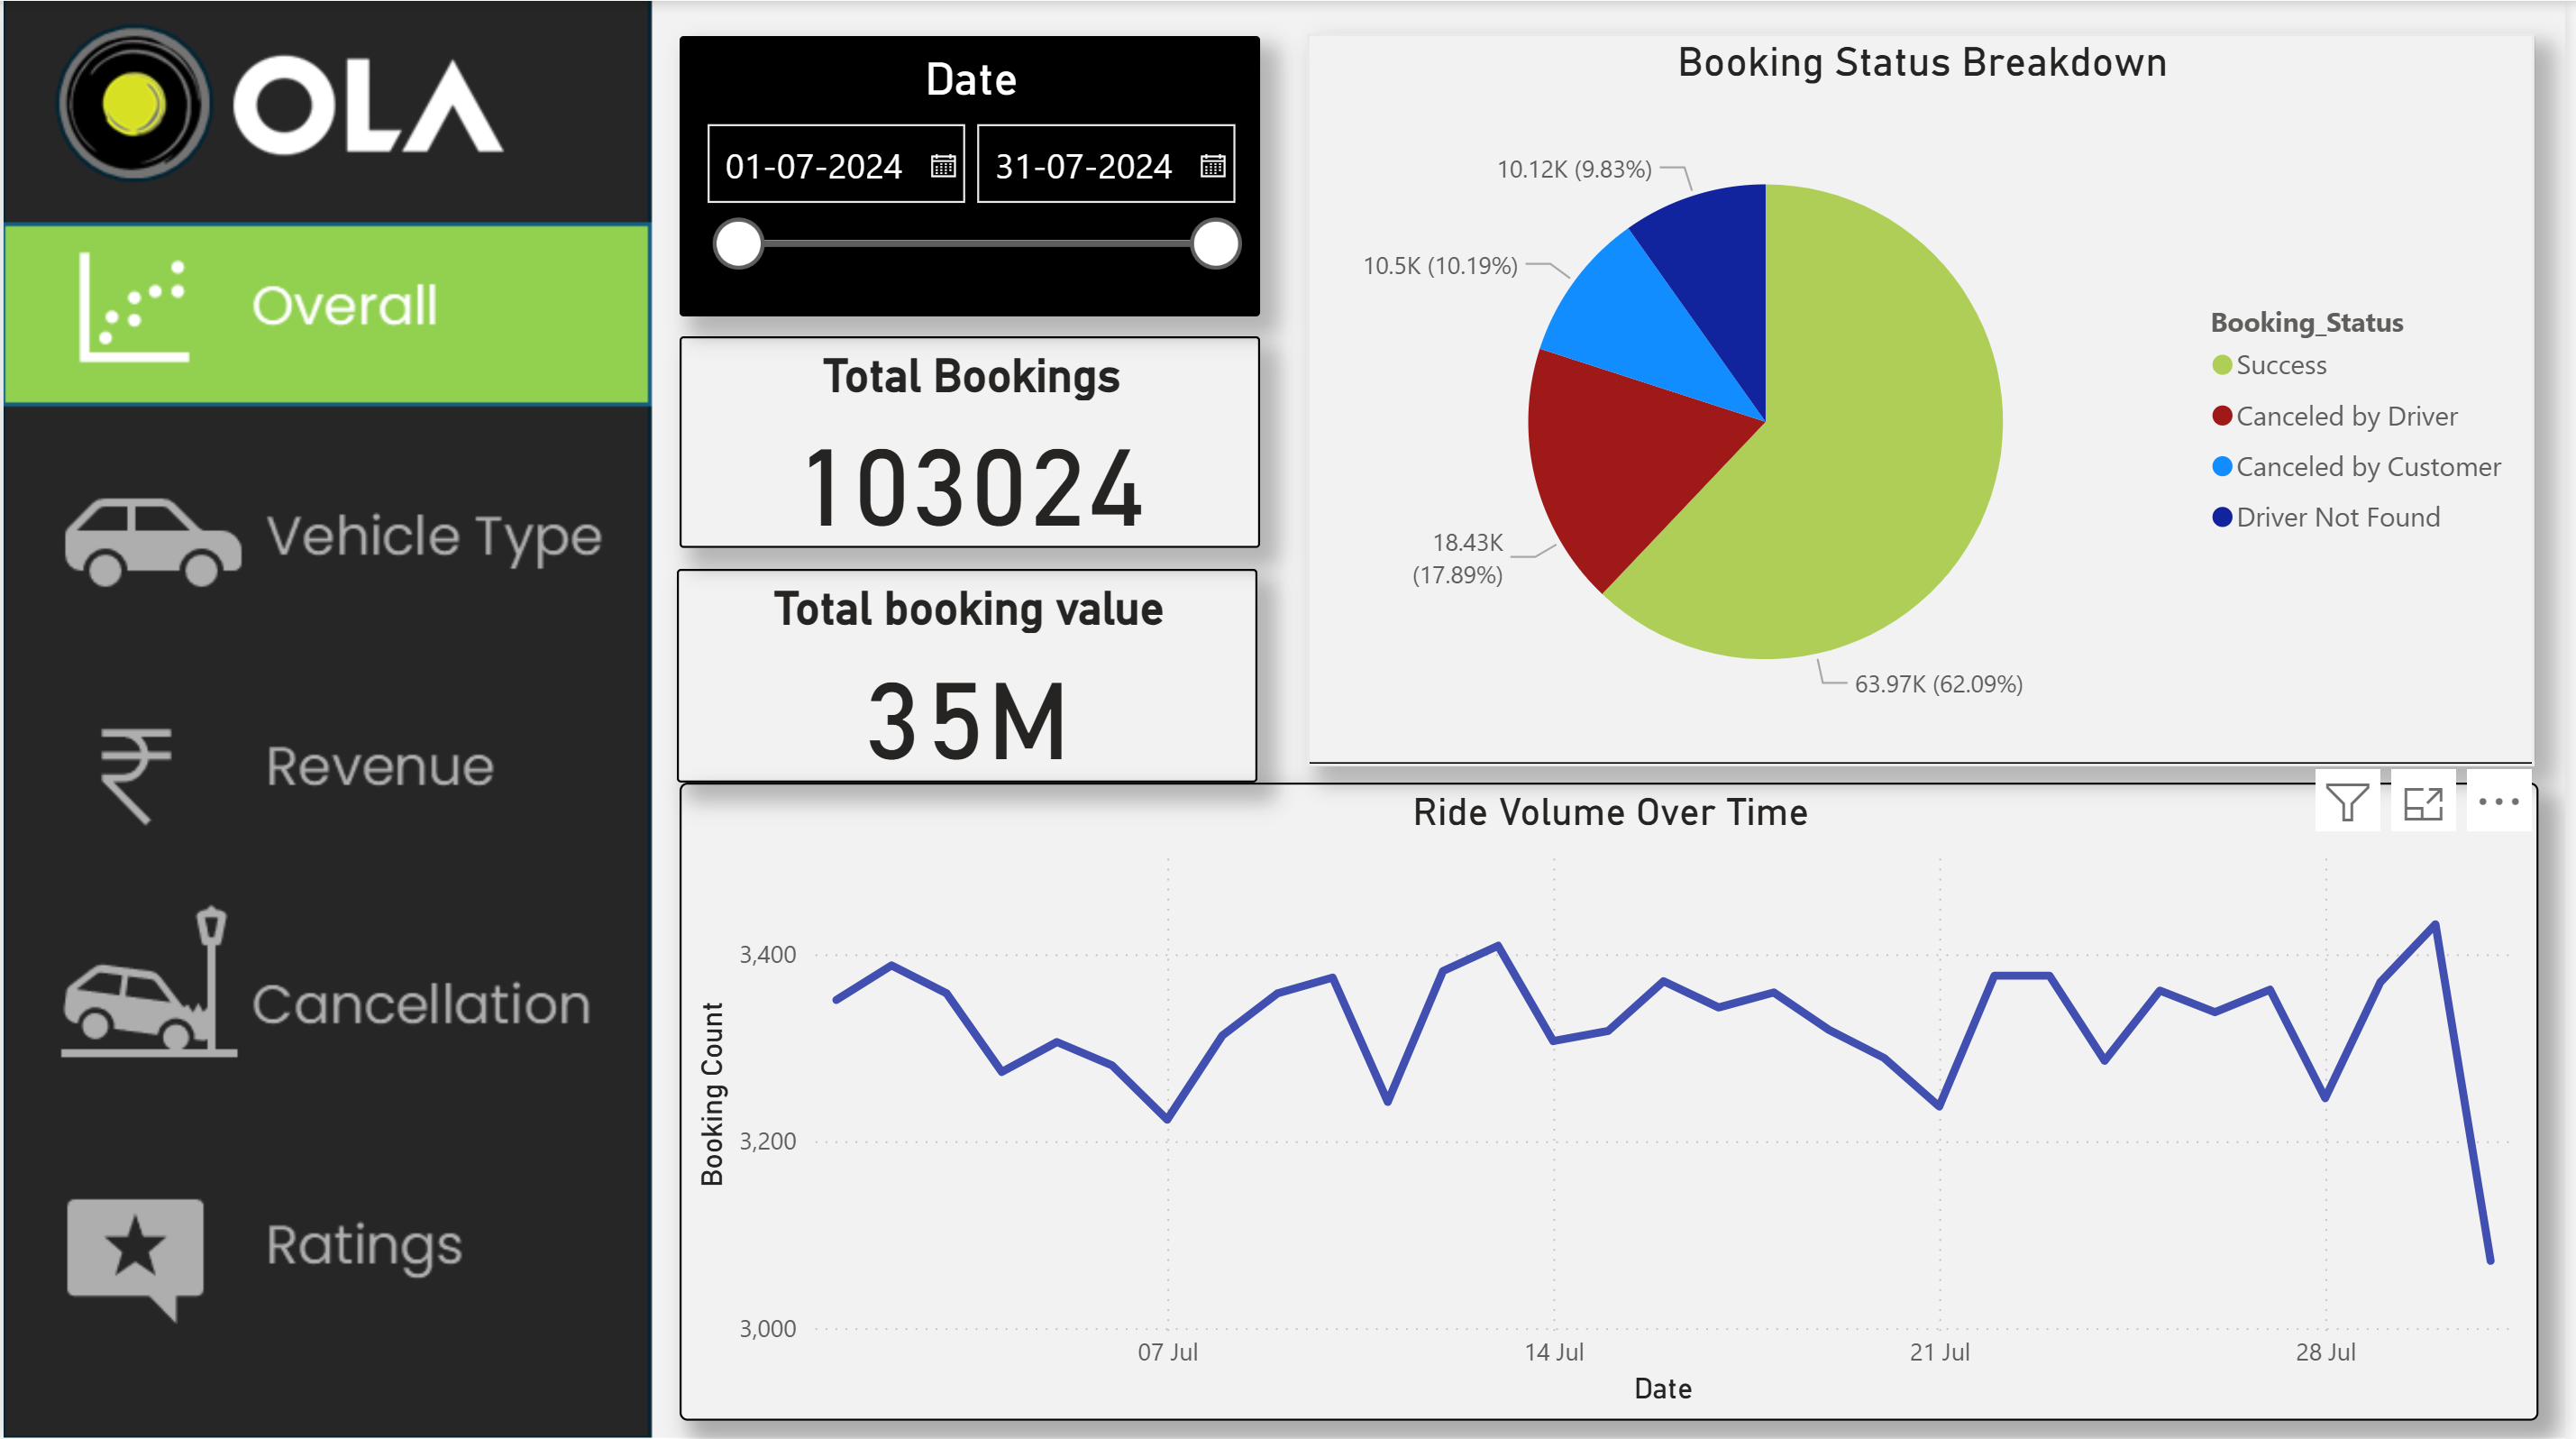 OLA
Overall
Vehicle Type
Revenue
Cancellation
Ratings
Date
01-07-2024
31-07-2024
Total Bookings
103024
Total booking value
35M
Booking Status Breakdown
10.12K (9.83%)
10.5K (10.19%)
18.43K
(17.89%)
63.97K (62.09%)
Booking_Status
Success
Canceled by Driver
Canceled by Customer
Driver Not Found
Ride Volume Over Time
Booking Count
3,400
3,200
3,000
07 Jul
14 Jul
21 Jul
28 Jul
Date